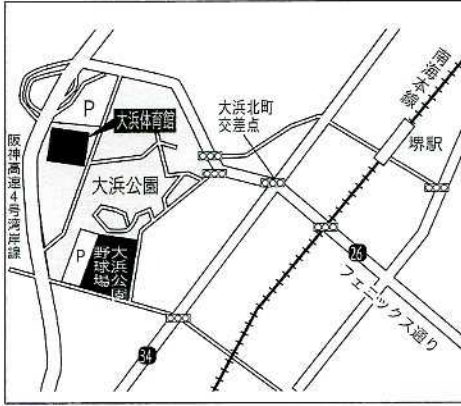 P
大浜体育館
大浜北町
交差点
南海本線
堺駅
阪神高速4号湾岸線
大浜公園
P
大浜公園
野球場
26
フェニックス通り
34